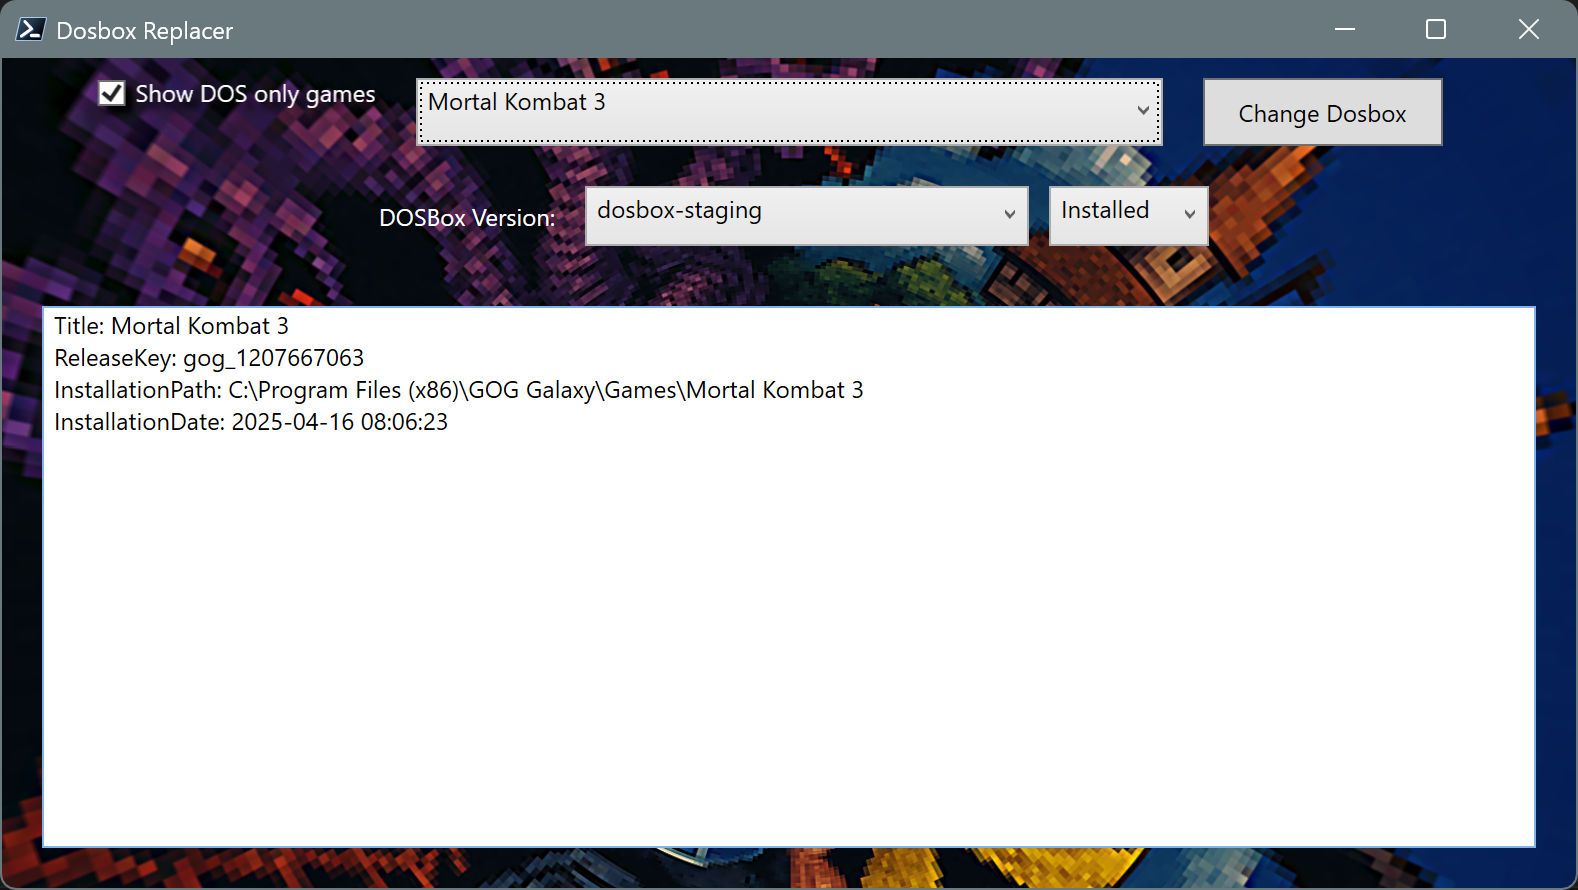 Dosbox Replacer
Show DOS only games
Mortal Kombat 3
Change Dosbox
DOSBox Version:
dosbox-staging
Installed
Title: Mortal Kombat 3
ReleaseKey: gog_1207667063
InstallationPath: C:\Program Files (x86)\GOG Galaxy\Games\Mortal Kombat 3
InstallationDate: 2025-04-16 08:06:23